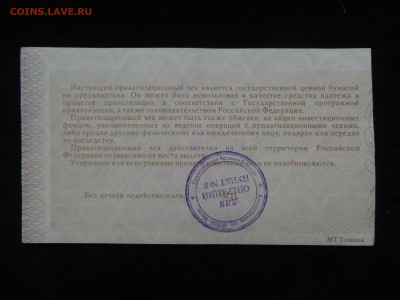 COINS.LAVE.RU
Настоящий приватизационный чек является государственной ценной бумагой
на предъявителя. Он может быть использован в качестве средства платежа в
процессе приватизации в соответствии с Государственной программой
приватизации, а также законодательством Российской Федерации.
Приватизационный чек может быть также обменен на акции инвестиционных
фондов, уполномоченных на ведение операций с приватизационными чеками,
либо продан другому физическому или юридическому лицу, подарен или передан
по наследству.
Приватизационный чек действителен на всей территории Российской
Федерации независимо от места выдачи.
Утерянные или испорченные приватизационные чеки не возобновляются.
Без печати недействителен.
ДЛЯ
ОПЕРАЦИЙ
МТ Гознака